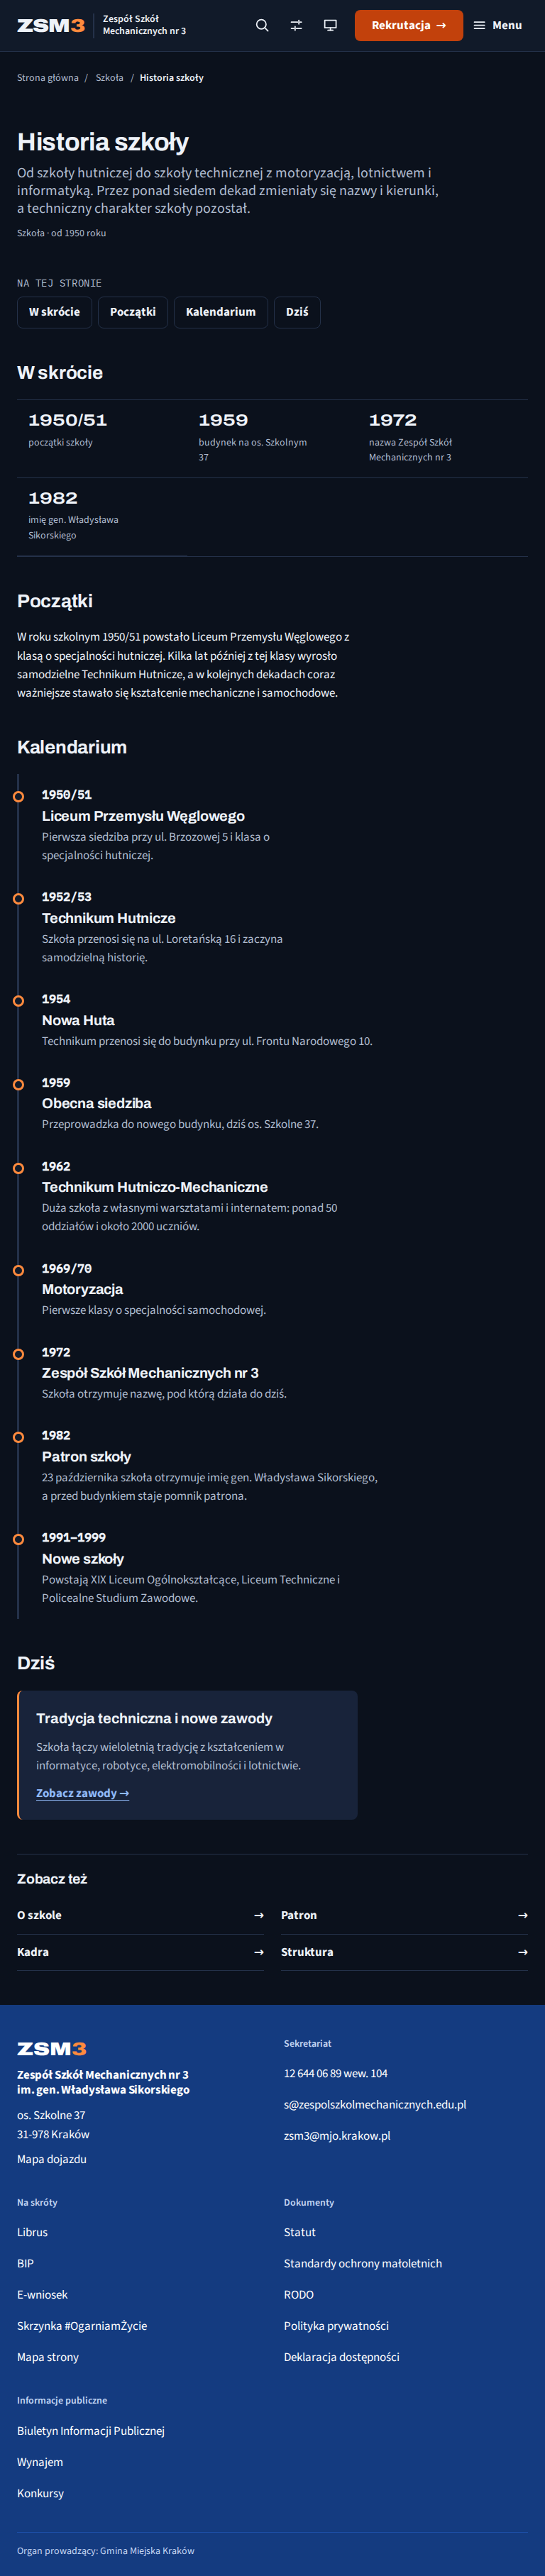 ZSM3
Zespół Szkół
Mechanicznych nr 3
Rekrutacja →
Menu
Strona główna / Szkoła / Historia szkoły
Historia szkoły
Od szkoły hutniczej do szkoły technicznej z motoryzacją, lotnictwem i
informatyką. Przez ponad siedem dekad zmieniały się nazwy i kierunki,
a techniczny charakter szkoły pozostał.
Szkoła · od 1950 roku
NA TEJ STRONIE
W skrócie
Początki
Kalendarium
Dziś
W skrócie
1950/51
początki szkoły
1959
budynek na os. Szkolnym
37
1972
nazwa Zespół Szkół
Mechanicznych nr 3
1982
imię gen. Władysława
Sikorskiego
Początki
W roku szkolnym 1950/51 powstało Liceum Przemysłu Węglowego z
klasą o specjalności hutniczej. Kilka lat później z tej klasy wyrosło
samodzielne Technikum Hutnicze, a w kolejnych dekadach coraz
ważniejsze stawało się kształcenie mechaniczne i samochodowe.
Kalendarium
1950/51
Liceum Przemysłu Węglowego
Pierwsza siedziba przy ul. Brzozowej 5 i klasa o
specjalności hutniczej.
1952/53
Technikum Hutnicze
Szkoła przenosi się na ul. Loretańską 16 i zaczyna
samodzielną historię.
1954
Nowa Huta
Technikum przenosi się do budynku przy ul. Frontu Narodowego 10.
1959
Obecna siedziba
Przeprowadzka do nowego budynku, dziś os. Szkolne 37.
1962
Technikum Hutniczo-Mechaniczne
Duża szkoła z własnymi warsztatami i internatem: ponad 50
oddziałów i około 2000 uczniów.
1969/70
Motoryzacja
Pierwsze klasy o specjalności samochodowej.
1972
Zespół Szkół Mechanicznych nr 3
Szkoła otrzymuje nazwę, pod którą działa do dziś.
1982
Patron szkoły
23 października szkoła otrzymuje imię gen. Władysława Sikorskiego,
a przed budynkiem staje pomnik patrona.
1991–1999
Nowe szkoły
Powstają XIX Liceum Ogólnokształcące, Liceum Techniczne i
Policealne Studium Zawodowe.
Dziś
Tradycja techniczna i nowe zawody
Szkoła łączy wieloletnią tradycję z kształceniem w
informatyce, robotyce, elektromobilności i lotnictwie.
Zobacz zawody →
Zobacz też
O szkole →
Patron →
Kadra →
Struktura →
ZSM3
Zespół Szkół Mechanicznych nr 3
im. gen. Władysława Sikorskiego
os. Szkolne 37
31-978 Kraków
Mapa dojazdu
Sekretariat
12 644 06 89 wew. 104
s@zespolszkolmechanicznych.edu.pl
zsm3@mjo.krakow.pl
Na skróty
Librus
BIP
E-wniosek
Skrzynka #OgarniamŻycie
Mapa strony
Dokumenty
Statut
Standardy ochrony małoletnich
RODO
Polityka prywatności
Deklaracja dostępności
Informacje publiczne
Biuletyn Informacji Publicznej
Wynajem
Konkursy
Organ prowadzący: Gmina Miejska Kraków